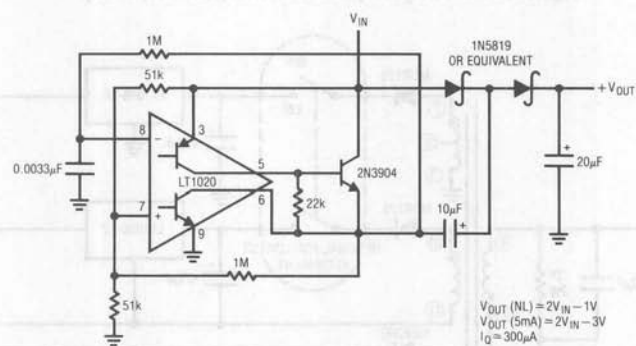 V_IN
1M
1N5819
OR EQUIVALENT
51k
+V_OUT
8
−
3
5
0.0033µF
LT1020
2N3904
20µF
+
6
7
+
22k
10µF
+
9
1M
51k
V_OUT (NL) ≃ 2V_IN − 1V
V_OUT (5mA) ≃ 2V_IN − 3V
I_Q ≃ 300µA